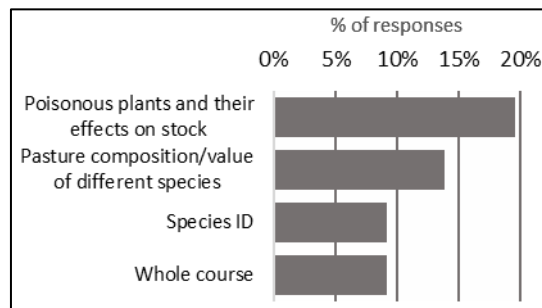 % of responses
0% 5% 10% 15% 20%
Poisonous plants and their
effects on stock
Pasture composition/value
of different species
Species ID
Whole course